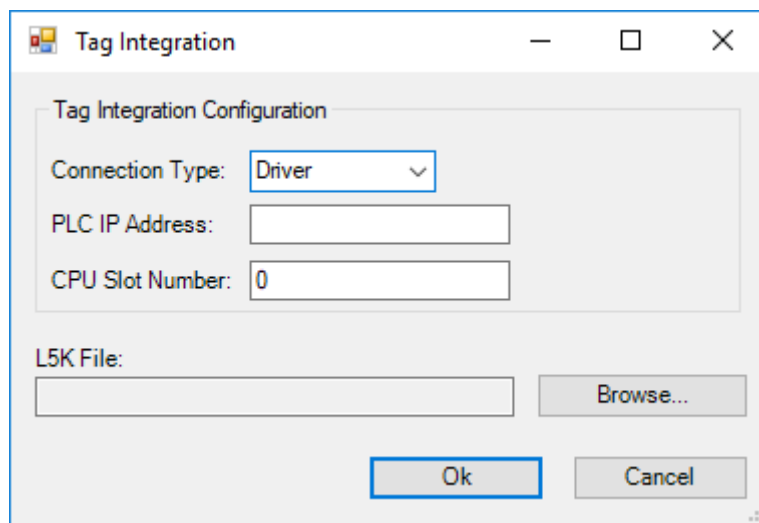 Tag Integration
Tag Integration Configuration
Connection Type: Driver
PLC IP Address:
CPU Slot Number: 0
L5K File:
Browse...
Ok Cancel